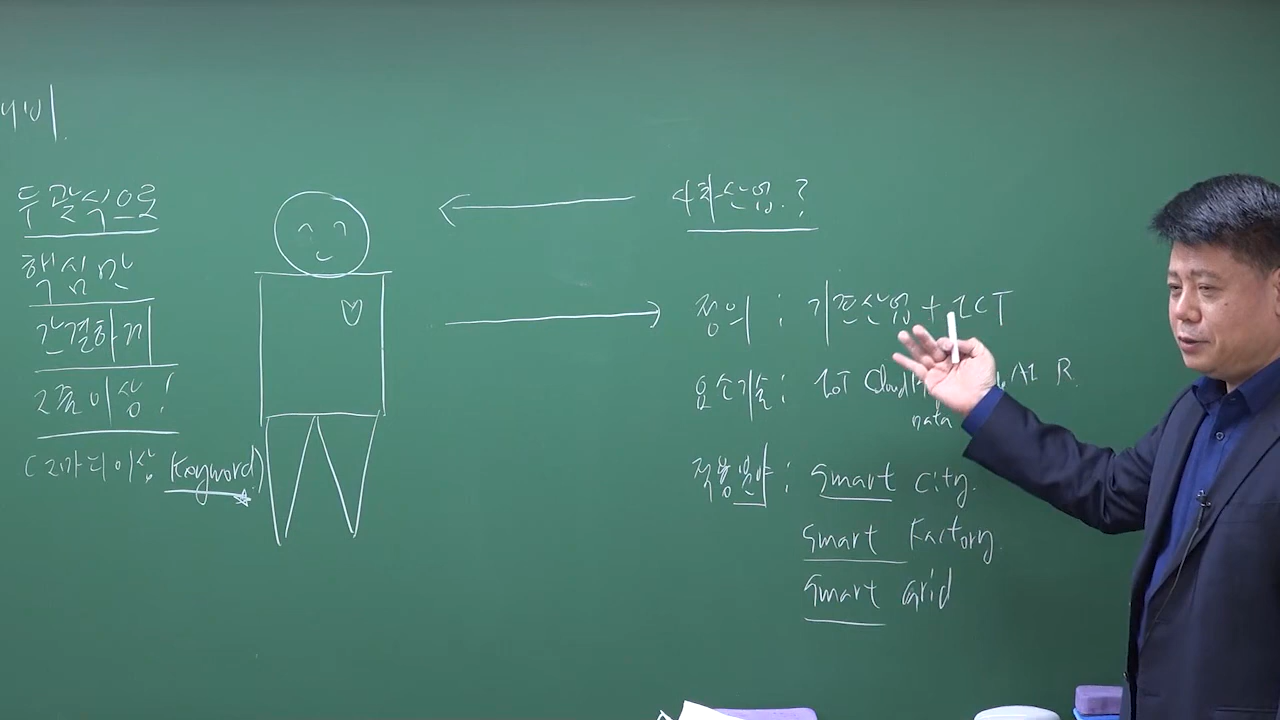 두괄식으로
핵심만
간결하게
2줄이상!
(2가지이상 Keyword)
4차산업?
정의 : 기존산업 + ICT
요소기술 : IoT Cloud AI R
Data
적용분야 : Smart City.
Smart Factory
Smart Grid